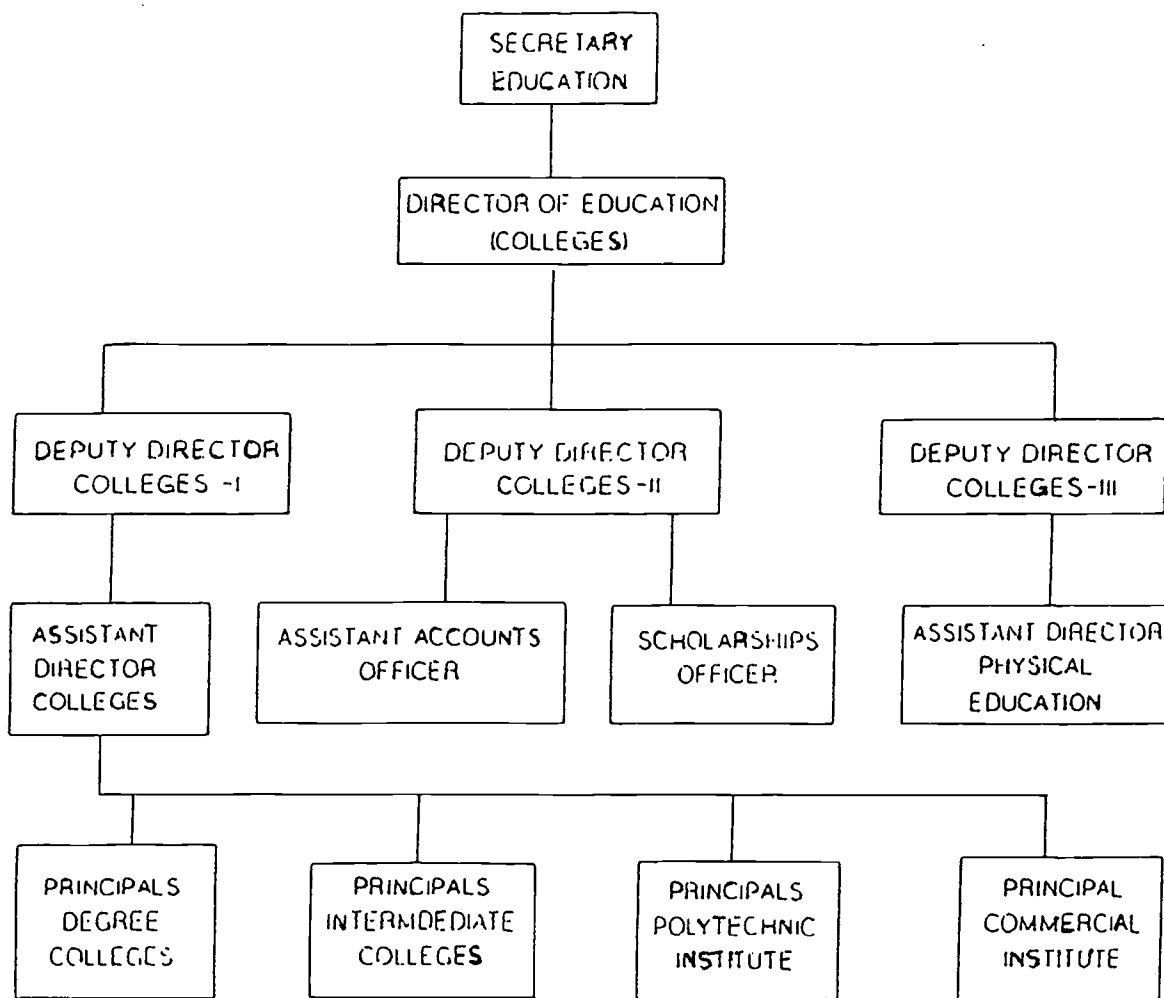 SECRETARY
EDUCATION
DIRECTOR OF EDUCATION
(COLLEGES)
DEPUTY DIRECTOR
COLLEGES -I
DEPUTY DIRECTOR
COLLEGES-II
DEPUTY DIRECTOR
COLLEGES-III
ASSISTANT
DIRECTOR
COLLEGES
ASSISTANT ACCOUNTS
OFFICER
SCHOLARSHIPS
OFFICER.
ASSISTANT DIRECTOR
PHYSICAL
EDUCATION
PRINCIPALS
DEGREE
COLLEGES
PRINCIPALS
INTERMDEDIATE
COLLEGES
PRINCIPALS
POLYTECHNIC
INSTITUTE
PRINCIPAL
COMMERCIAL
INSTITUTE